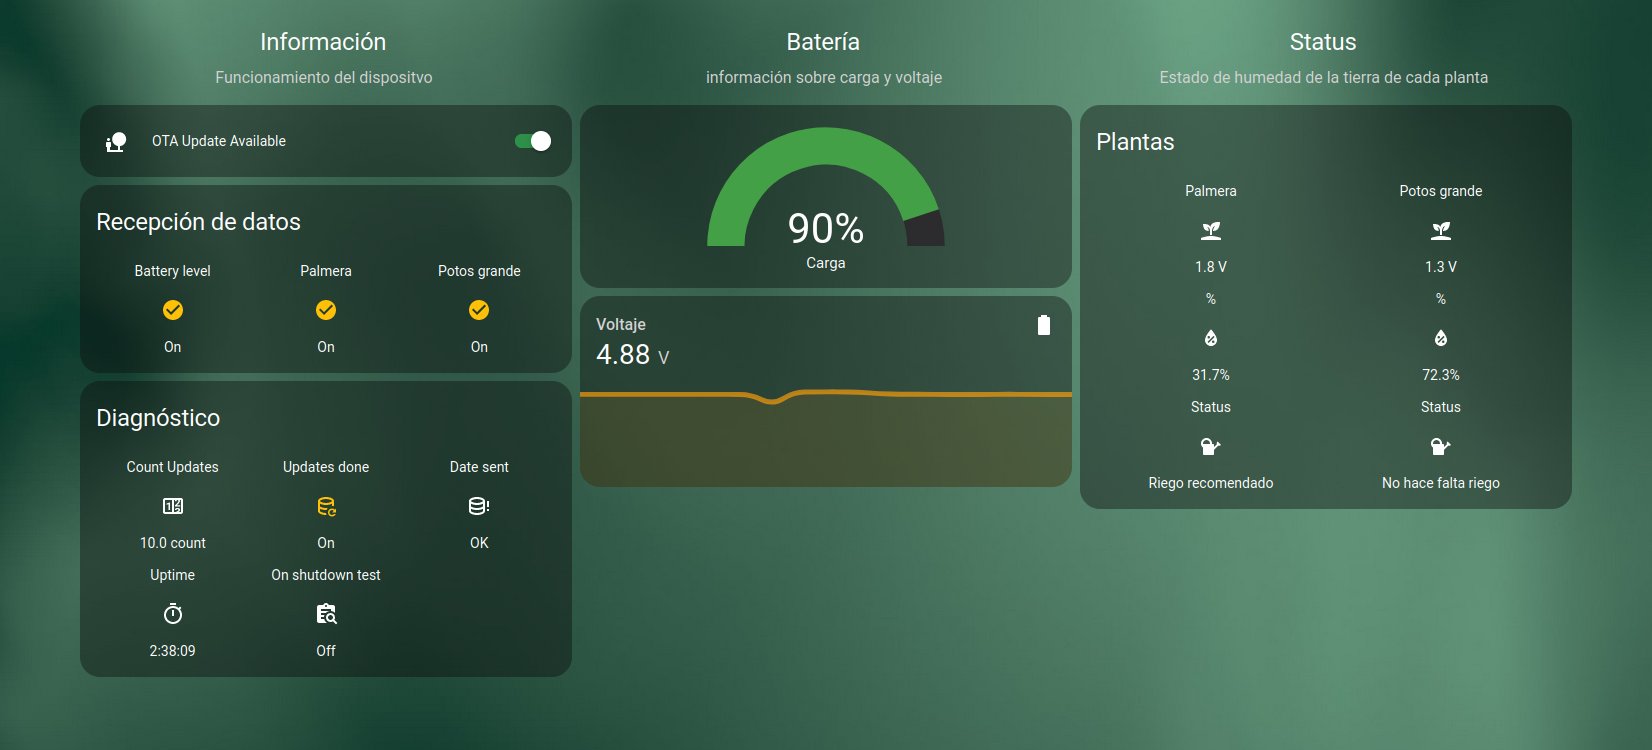 Información
Funcionamiento del dispositvo
OTA Update Available
Recepción de datos
Battery level Palmera Potos grande
On On On
Diagnóstico
Count Updates Updates done Date sent
10.0 count On OK
Uptime On shutdown test
2:38:09 Off
Batería
información sobre carga y voltaje
90%
Carga
Voltaje
4.88 V
Status
Estado de humedad de la tierra de cada planta
Plantas
Palmera Potos grande
1.8 V 1.3 V
% %
31.7% 72.3%
Status Status
Riego recomendado No hace falta riego